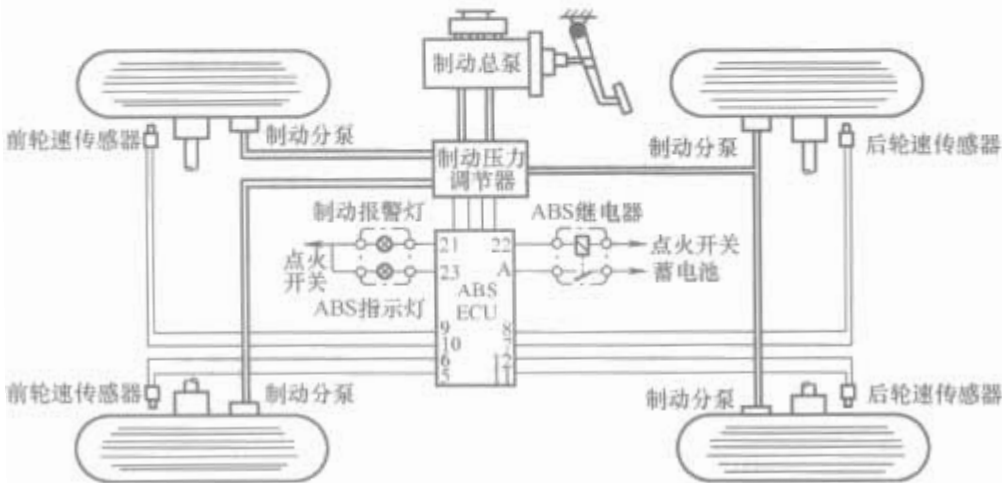 制动总泵
前轮速传感器
制动分泵
制动分泵
后轮速传感器
制动压力
调节器
制动报警灯
ABS继电器
点火
开关
21
22
点火开关
23
A
蓄电池
ABS指示灯
ABS
ECU
9
8
10
7
6
12
5
11
前轮速传感器
制动分泵
制动分泵
后轮速传感器